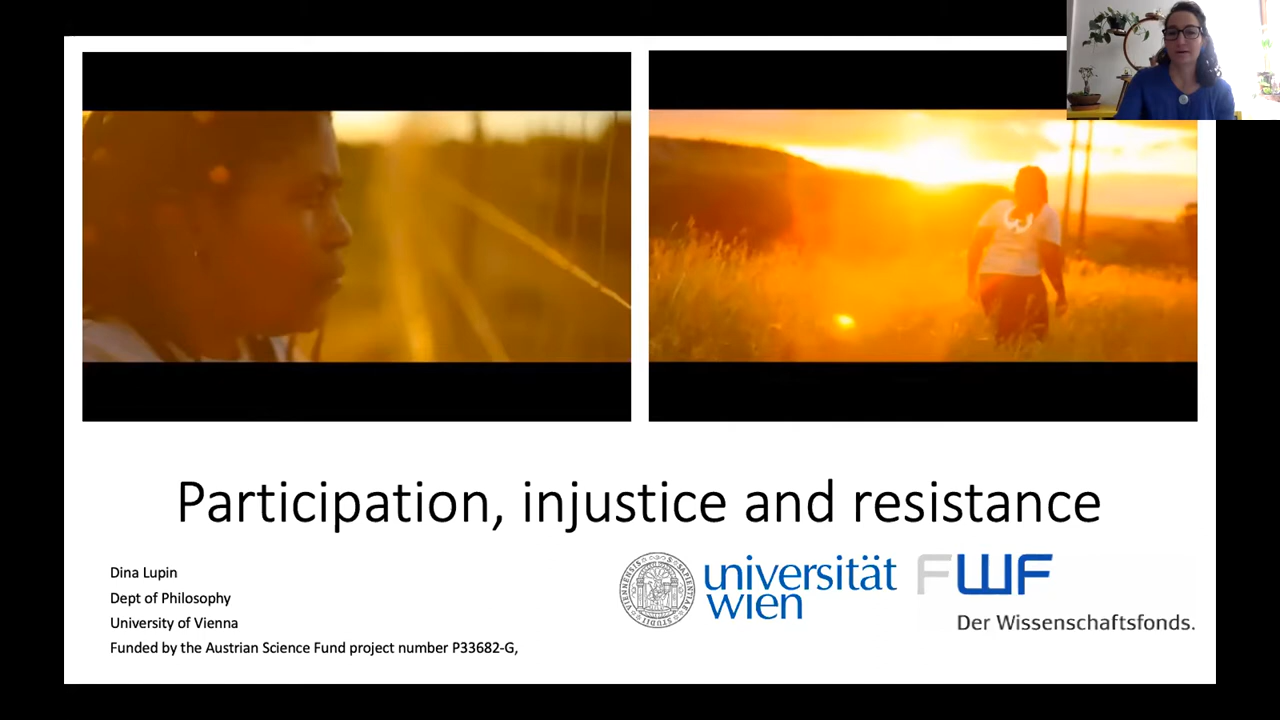 Participation, injustice and resistance
Dina Lupin
Dept of Philosophy
University of Vienna
Funded by the Austrian Science Fund project number P33682-G,
universität
wien
FWF
Der Wissenschaftsfonds.